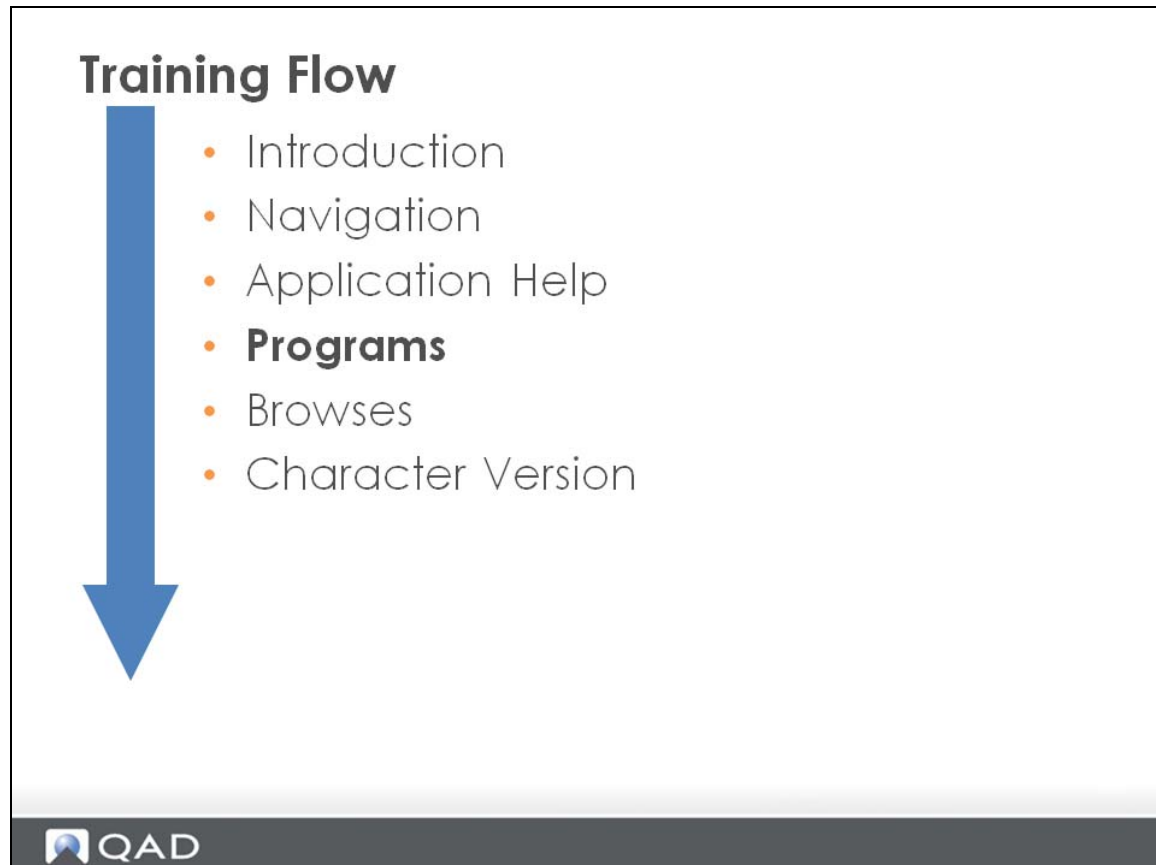 Training Flow
• Introduction
• Navigation
• Application Help
• Programs
• Browses
• Character Version
QAD